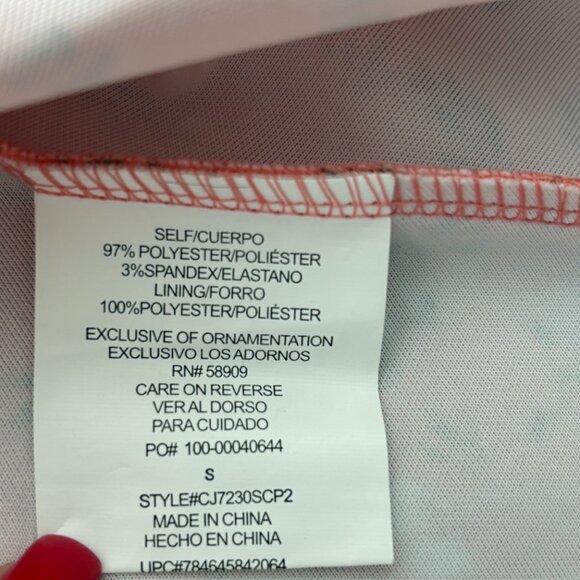 SELF/CUERPO
97% POLYESTER/POLIÉSTER
3%SPANDEX/ELASTANO
LINING/FORRO
100%POLYESTER/POLIÉSTER
EXCLUSIVE OF ORNAMENTATION
EXCLUSIVO LOS ADORNOS
RN# 58909
CARE ON REVERSE
VER AL DORSO
PARA CUIDADO
PO# 100-00040644
S
STYLE#CJ7230SCP2
MADE IN CHINA
HECHO EN CHINA
UPC#784645842064